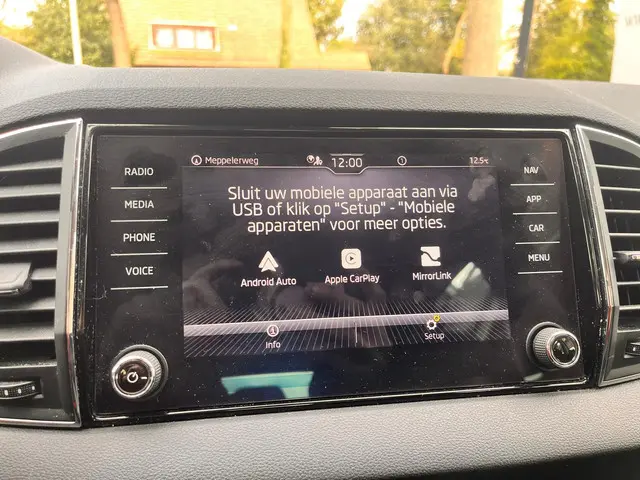 Meppelerweg 12:00 1 12.5°C
RADIO
MEDIA
PHONE
VOICE
Sluit uw mobiele apparaat aan via
USB of klik op "Setup" - "Mobiele
apparaten" voor meer opties.
Android Auto Apple CarPlay MirrorLink
Info Setup
NAV
APP
CAR
MENU